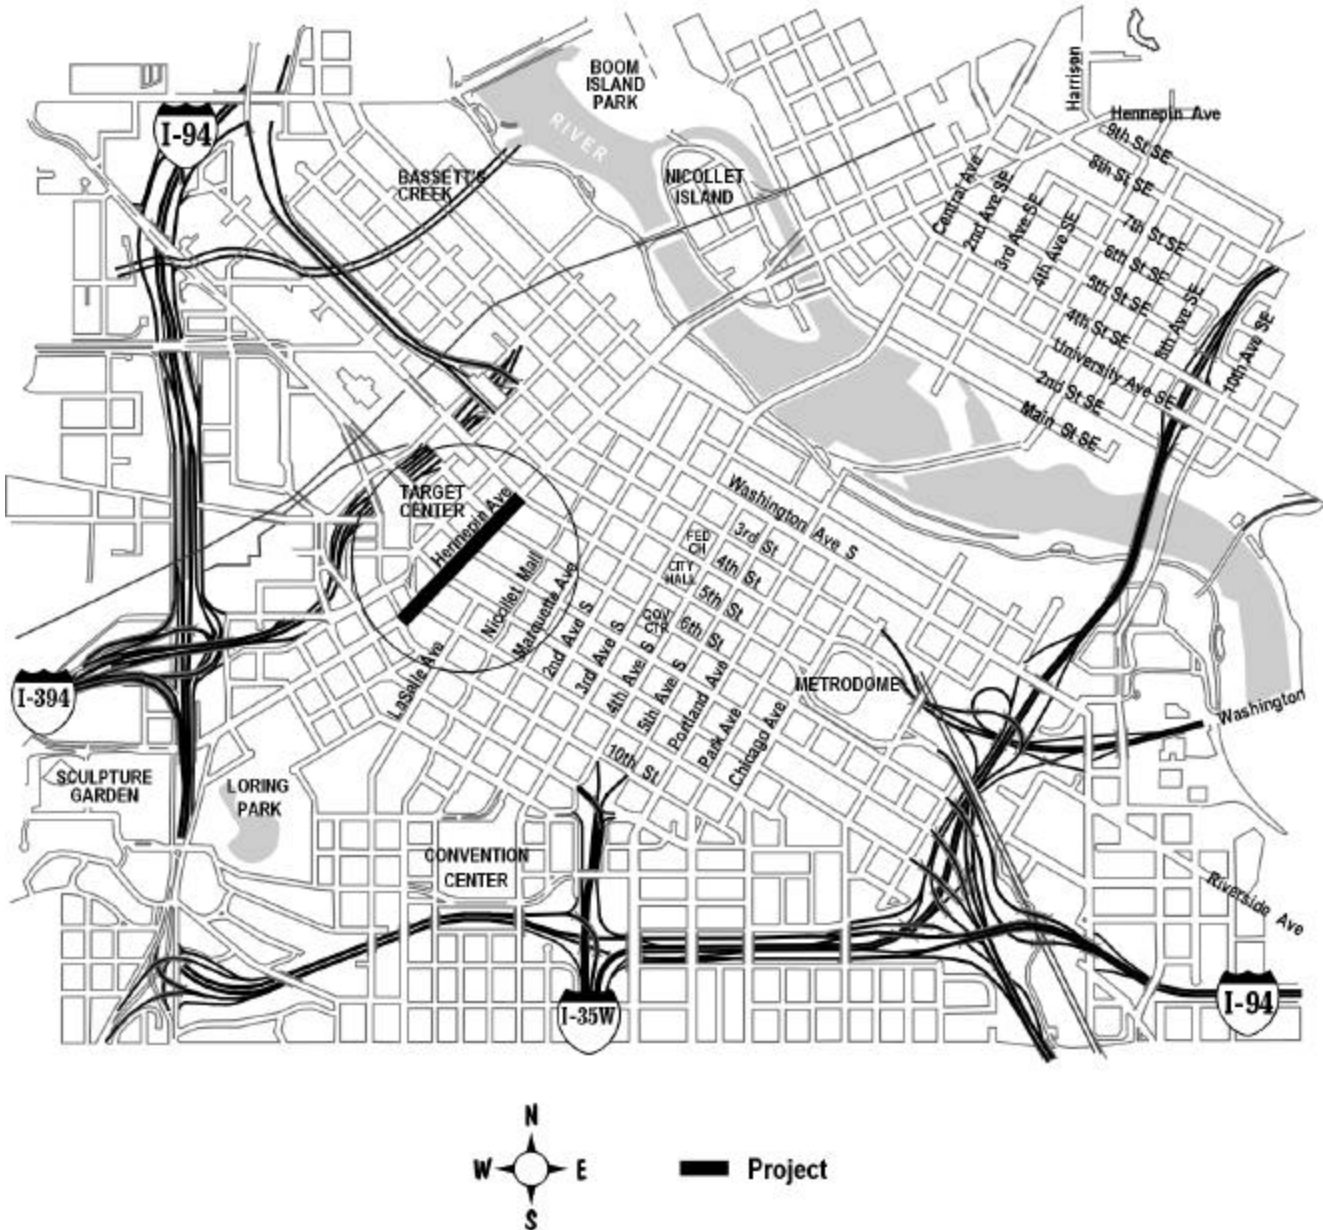 BOOM
ISLAND
PARK
RIVER
Harrison
Hennepin Ave
I-94
BASSETT'S
CREEK
NICOLLET
ISLAND
9th St SE
8th St SE
7th St SE
6th St SE
5th St SE
4th St SE
University Ave SE
2nd St SE
Main St SE
Central Ave
2nd Ave SE
3rd Ave SE
4th Ave SE
8th Ave SE
10th Ave SE
TARGET
CENTER
Hennepin Ave
Nicollet Mall
Marquette Ave
LaSalle Ave
2nd Ave S
3rd Ave S
4th Ave S
5th Ave S
Portland Ave
Park Ave
Chicago Ave
Washington Ave S
3rd St
4th St
5th St
6th St
10th St
FED
CH
CITY
HALL
GOV
CTR
METRODOME
Washington
I-394
SCULPTURE
GARDEN
LORING
PARK
CONVENTION
CENTER
Riverside Ave
I-94
I-35W
N
W E
S
Project